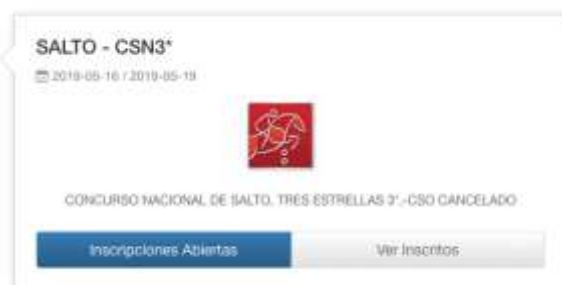 SALTO - CSN3*
2019-05-16 / 2019-05-19
CONCURSO NACIONAL DE SALTO. TRES ESTRELLAS 3*.-CSO CANCELADO
Inscripciones Abiertas
Ver Inscritos